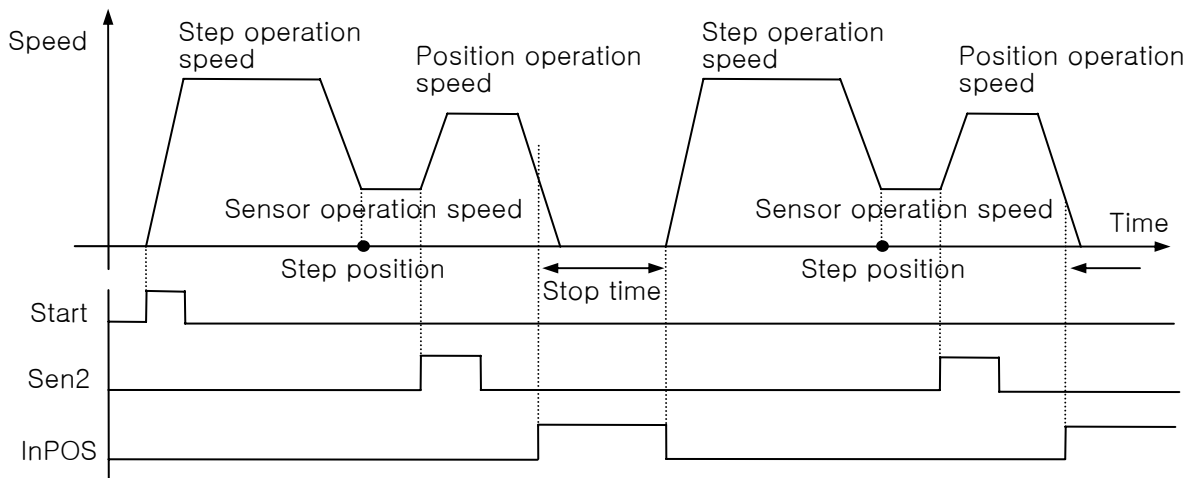 Speed
Step operation
speed
Position operation
speed
Step operation
speed
Position operation
speed
Sensor operation speed
Sensor operation speed
Time
Step position
Stop time
Step position
Start
Sen2
InPOS